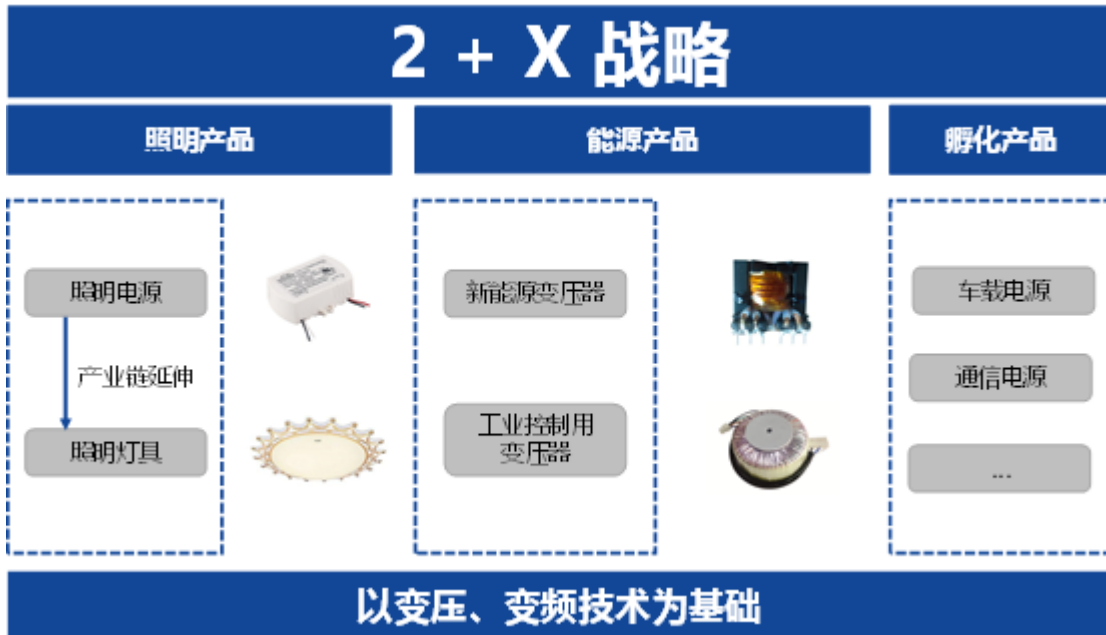 2 + X 战略
照明产品
能源产品
孵化产品
照明电源
产业链延伸
照明灯具
新能源变压器
工业控制用
变压器
车载电源
通信电源
...
以变压、变频技术为基础